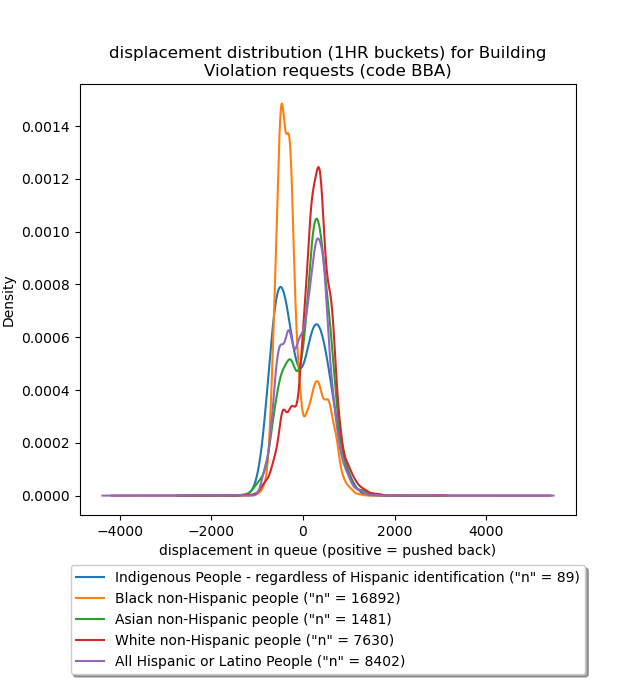 displacement distribution (1HR buckets) for Building
Violation requests (code BBA)
Density
0.0014
0.0012
0.0010
0.0008
0.0006
0.0004
0.0002
0.0000
−4000 −2000 0 2000 4000
displacement in queue (positive = pushed back)
Indigenous People - regardless of Hispanic identification ("n" = 89)
Black non-Hispanic people ("n" = 16892)
Asian non-Hispanic people ("n" = 1481)
White non-Hispanic people ("n" = 7630)
All Hispanic or Latino People ("n" = 8402)